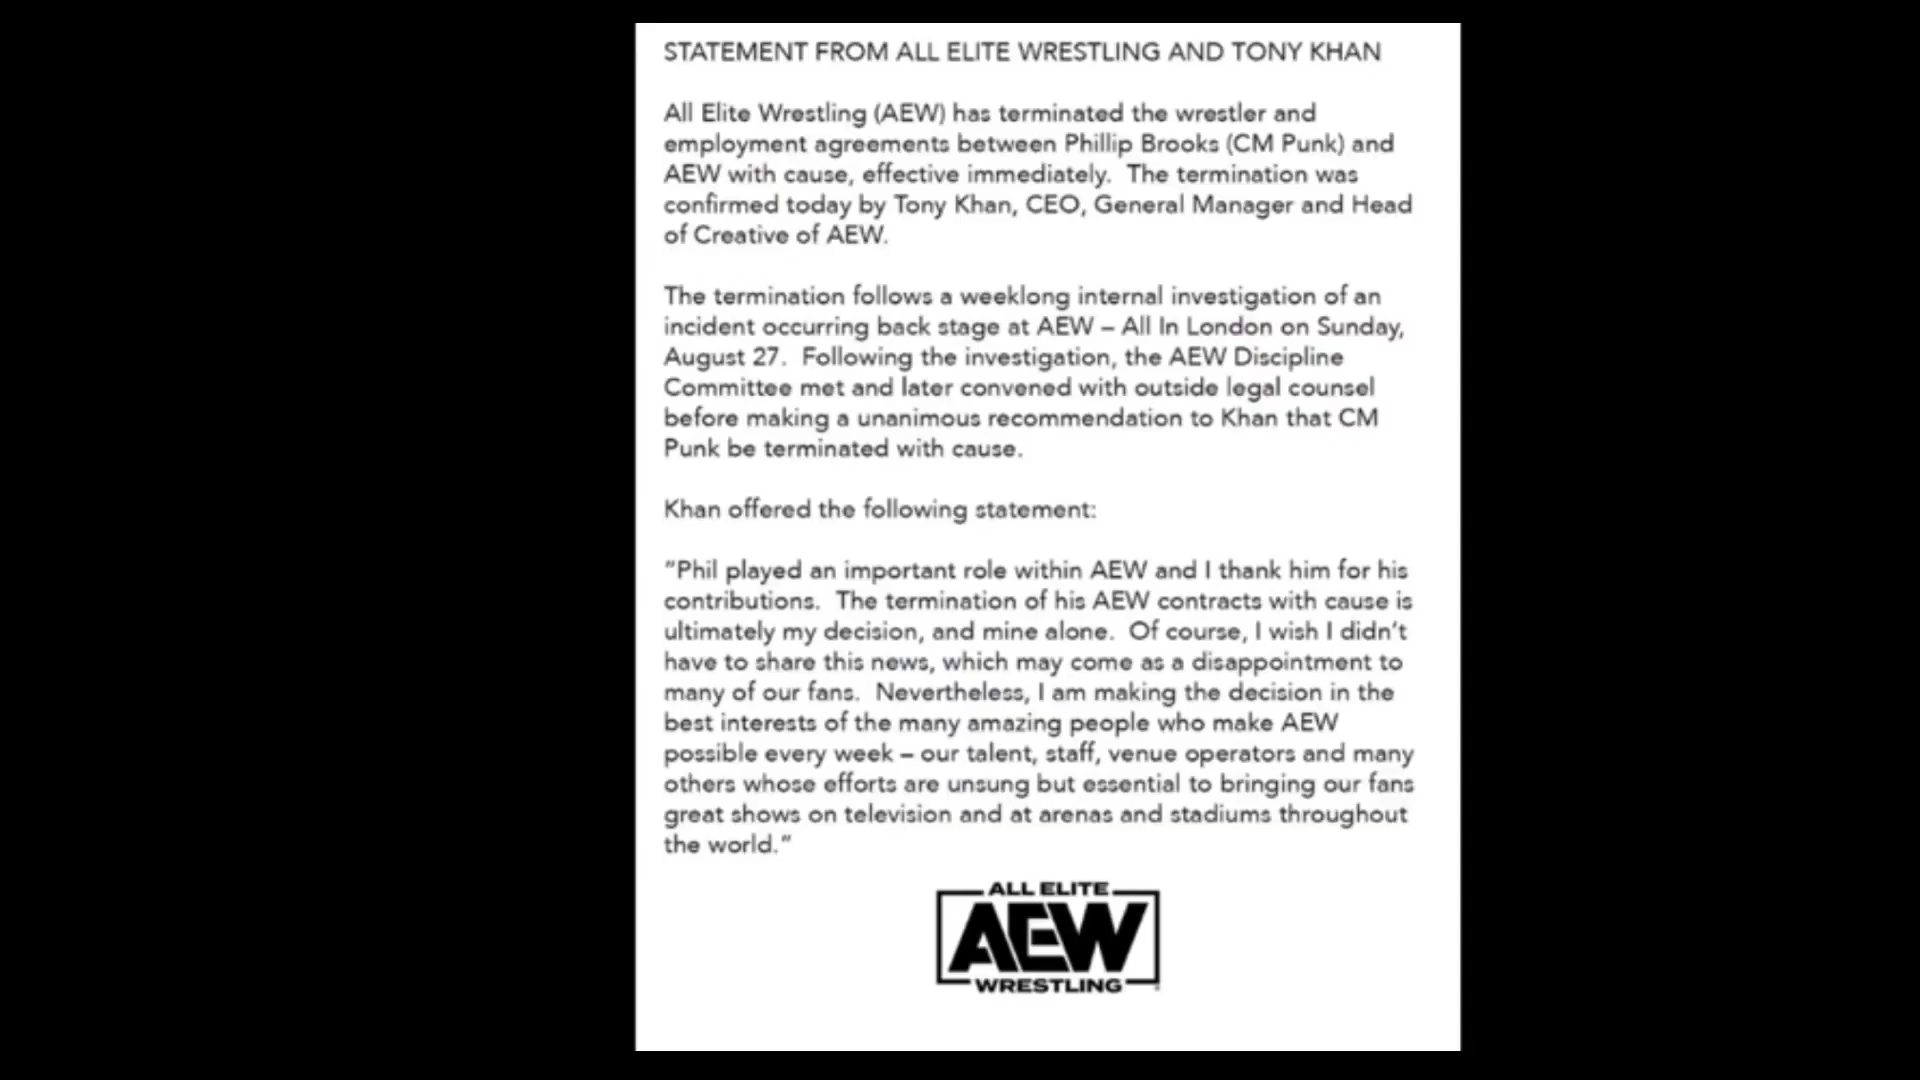 STATEMENT FROM ALL ELITE WRESTLING AND TONY KHAN
All Elite Wrestling (AEW) has terminated the wrestler and
employment agreements between Phillip Brooks (CM Punk) and
AEW with cause, effective immediately.  The termination was
confirmed today by Tony Khan, CEO, General Manager and Head
of Creative of AEW.
The termination follows a weeklong internal investigation of an
incident occurring back stage at AEW – All In London on Sunday,
August 27.  Following the investigation, the AEW Discipline
Committee met and later convened with outside legal counsel
before making a unanimous recommendation to Khan that CM
Punk be terminated with cause.
Khan offered the following statement:
“Phil played an important role within AEW and I thank him for his
contributions.  The termination of his AEW contracts with cause is
ultimately my decision, and mine alone.  Of course, I wish I didn’t
have to share this news, which may come as a disappointment to
many of our fans.  Nevertheless, I am making the decision in the
best interests of the many amazing people who make AEW
possible every week – our talent, staff, venue operators and many
others whose efforts are unsung but essential to bringing our fans
great shows on television and at arenas and stadiums throughout
the world.”
ALL ELITE
AEW
WRESTLING